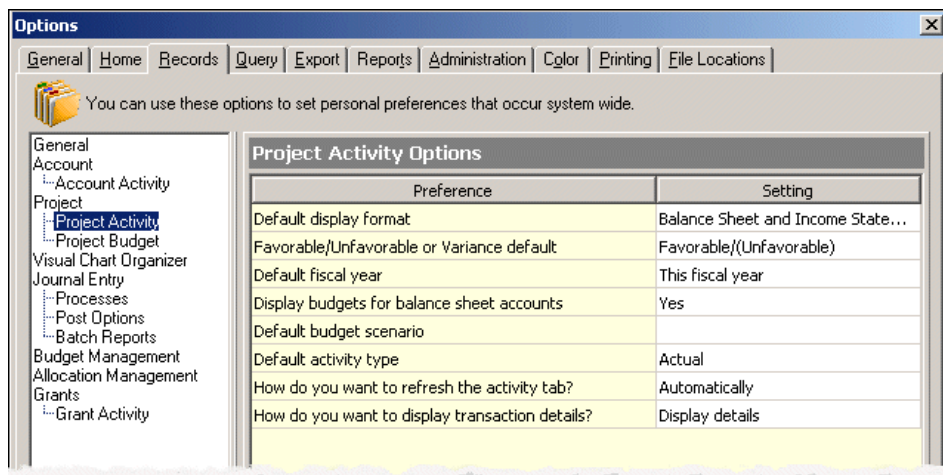 Options
General Home Records Query Export Reports Administration Color Printing File Locations
You can use these options to set personal preferences that occur system wide.
General
Account
Account Activity
Project
Project Activity
Project Budget
Visual Chart Organizer
Journal Entry
Processes
Post Options
Batch Reports
Budget Management
Allocation Management
Grants
Grant Activity
Project Activity Options
Preference Setting
Default display format Balance Sheet and Income State...
Favorable/Unfavorable or Variance default Favorable/(Unfavorable)
Default fiscal year This fiscal year
Display budgets for balance sheet accounts Yes
Default budget scenario
Default activity type Actual
How do you want to refresh the activity tab? Automatically
How do you want to display transaction details? Display details